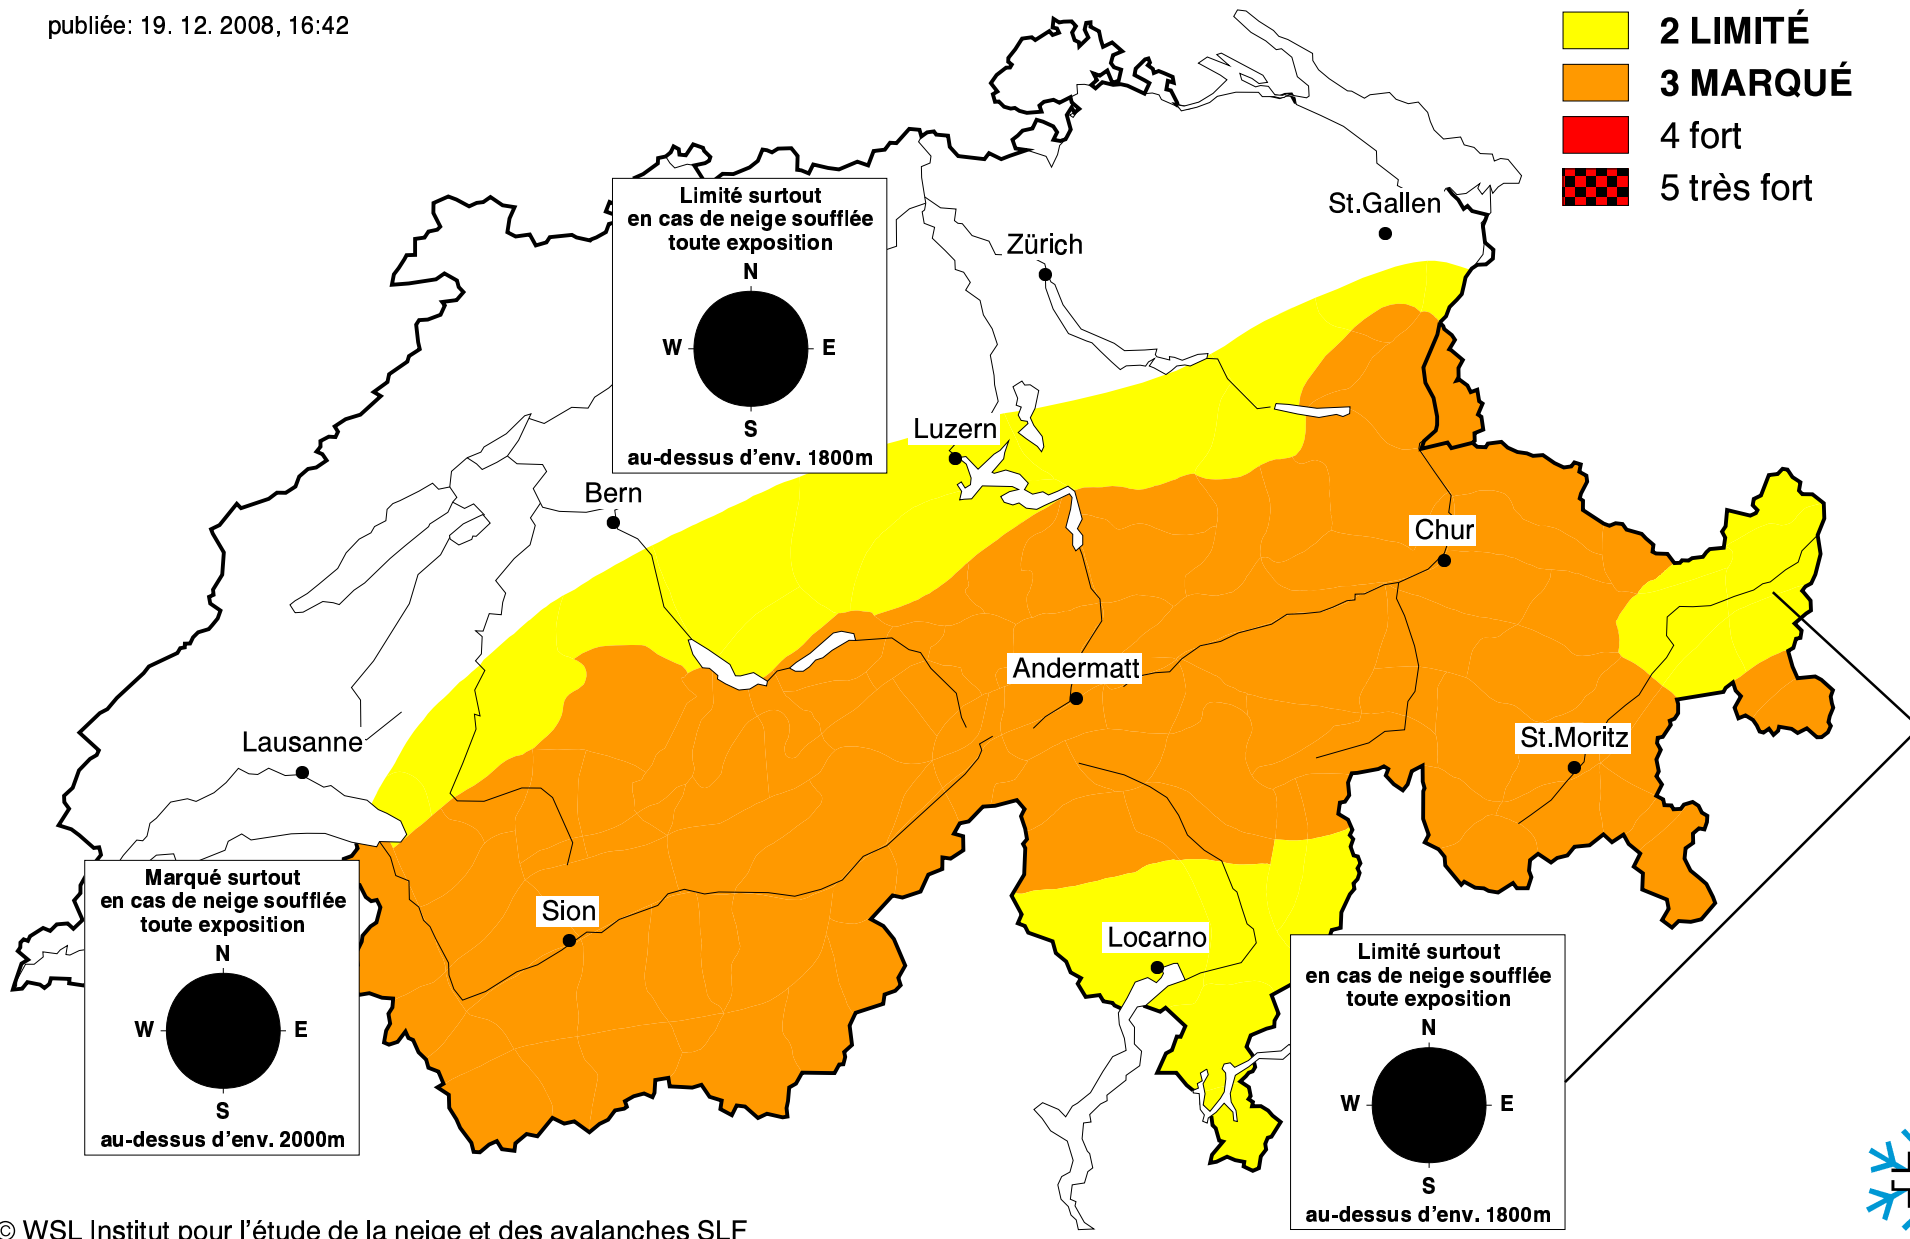 publiée: 19. 12. 2008, 16:42
2 LIMITÉ
3 MARQUÉ
4 fort
5 très fort
Limité surtout
en cas de neige soufflée
toute exposition
N
W E
S
au-dessus d'env. 1800m
St.Gallen
Zürich
Luzern
Bern
Chur
Andermatt
St.Moritz
Lausanne
Sion
Locarno
Marqué surtout
en cas de neige soufflée
toute exposition
N
W E
S
au-dessus d'env. 2000m
Limité surtout
en cas de neige soufflée
toute exposition
N
W E
S
au-dessus d'env. 1800m
© WSL Institut pour l'étude de la neige et des avalanches SLF